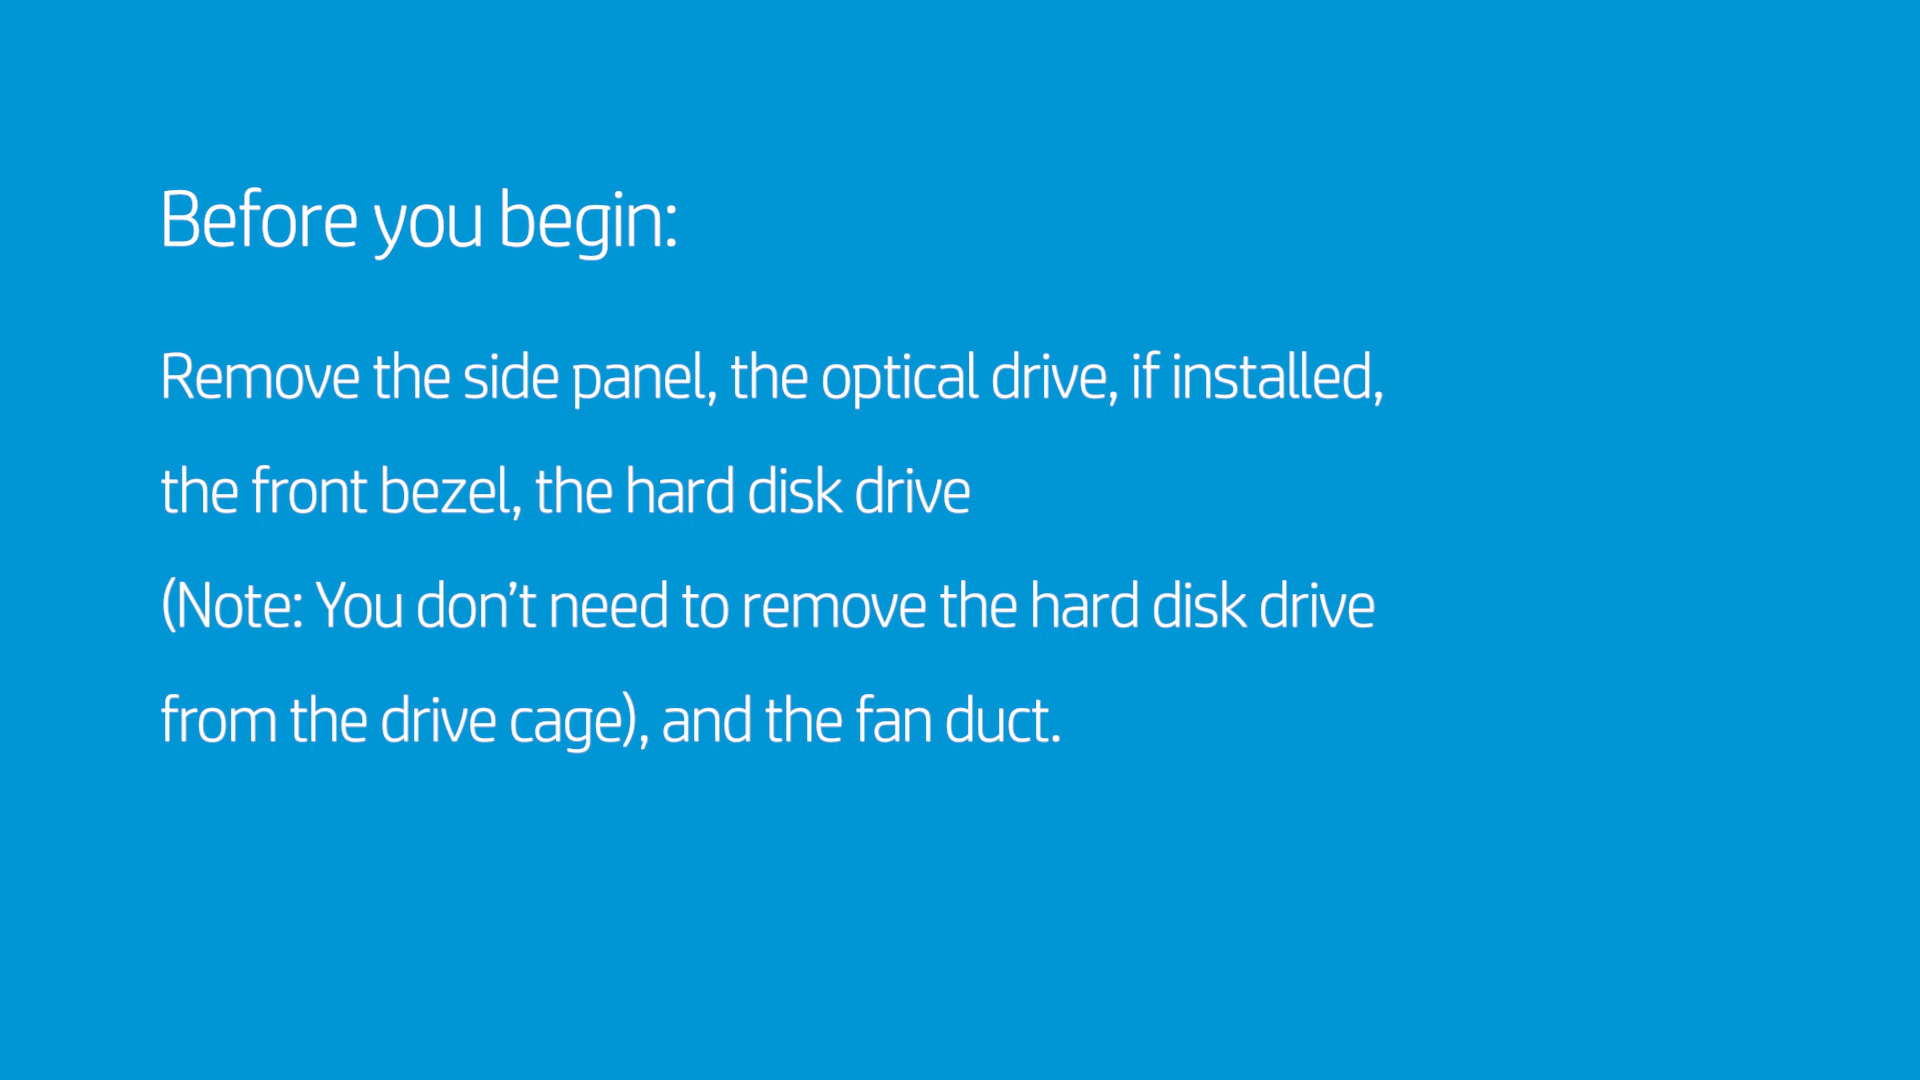 Before you begin:
Remove the side panel, the optical drive, if installed,
the front bezel, the hard disk drive
(Note: You don’t need to remove the hard disk drive
from the drive cage), and the fan duct.